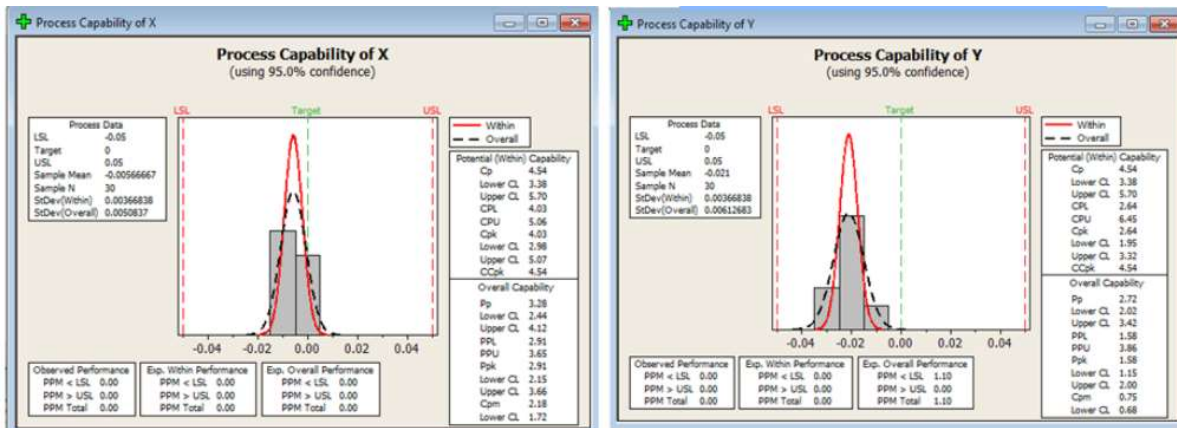 Process Capability of X
Process Capability of X
(using 95.0% confidence)
LSL
Target
USL
Process Data
LSL -0.05
Target 0
USL 0.05
Sample Mean -0.00566667
Sample N 30
StDev(Within) 0.00366838
StDev(Overall) 0.0050837
Within
Overall
Potential (Within) Capability
Cp 4.54
Lower CL 3.38
Upper CL 5.70
CPL 4.03
CPU 5.06
Cpk 4.03
Lower CL 2.98
Upper CL 5.07
CCpk 4.54
Overall Capability
Pp 3.28
Lower CL 2.44
Upper CL 4.12
PPL 2.91
PPU 3.65
Ppk 2.91
Lower CL 2.15
Upper CL 3.66
Cpm 2.18
Lower CL 1.72
-0.04 -0.02 0.00 0.02 0.04
Observed Performance
PPM < LSL 0.00
PPM > USL 0.00
PPM Total 0.00
Exp. Within Performance
PPM < LSL 0.00
PPM > USL 0.00
PPM Total 0.00
Exp. Overall Performance
PPM < LSL 0.00
PPM > USL 0.00
PPM Total 0.00
Process Capability of Y
Process Capability of Y
(using 95.0% confidence)
LSL
Target
USL
Process Data
LSL -0.05
Target 0
USL 0.05
Sample Mean -0.021
Sample N 30
StDev(Within) 0.00366838
StDev(Overall) 0.00612683
Within
Overall
Potential (Within) Capability
Cp 4.54
Lower CL 3.38
Upper CL 5.70
CPL 2.64
CPU 6.45
Cpk 2.64
Lower CL 1.95
Upper CL 3.32
CCpk 4.54
Overall Capability
Pp 2.72
Lower CL 2.02
Upper CL 3.42
PPL 1.58
PPU 3.86
Ppk 1.58
Lower CL 1.15
Upper CL 2.00
Cpm 0.75
Lower CL 0.68
-0.04 -0.02 0.00 0.02 0.04
Observed Performance
PPM < LSL 0.00
PPM > USL 0.00
PPM Total 0.00
Exp. Within Performance
PPM < LSL 0.00
PPM > USL 0.00
PPM Total 0.00
Exp. Overall Performance
PPM < LSL 1.10
PPM > USL 0.00
PPM Total 1.10